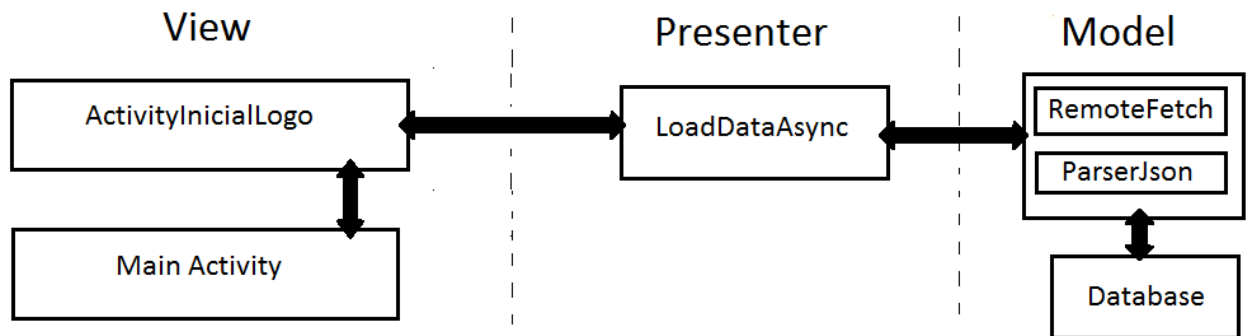 View
Presenter
Model
ActivityInicialLogo
LoadDataAsync
RemoteFetch
ParserJson
Main Activity
Database